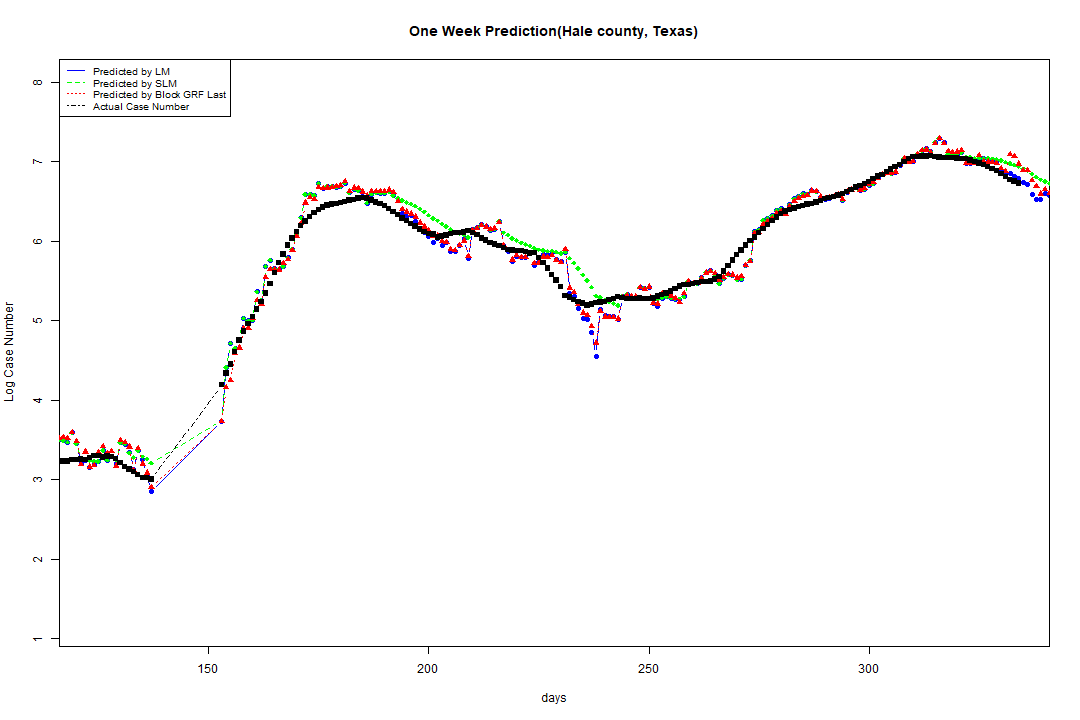 One Week Prediction(Hale county, Texas)
Predicted by LM
Predicted by SLM
Predicted by Block GRF Last
Actual Case Number
8
7
6
5
4
3
2
1
Log Case Number
150 200 250 300
days